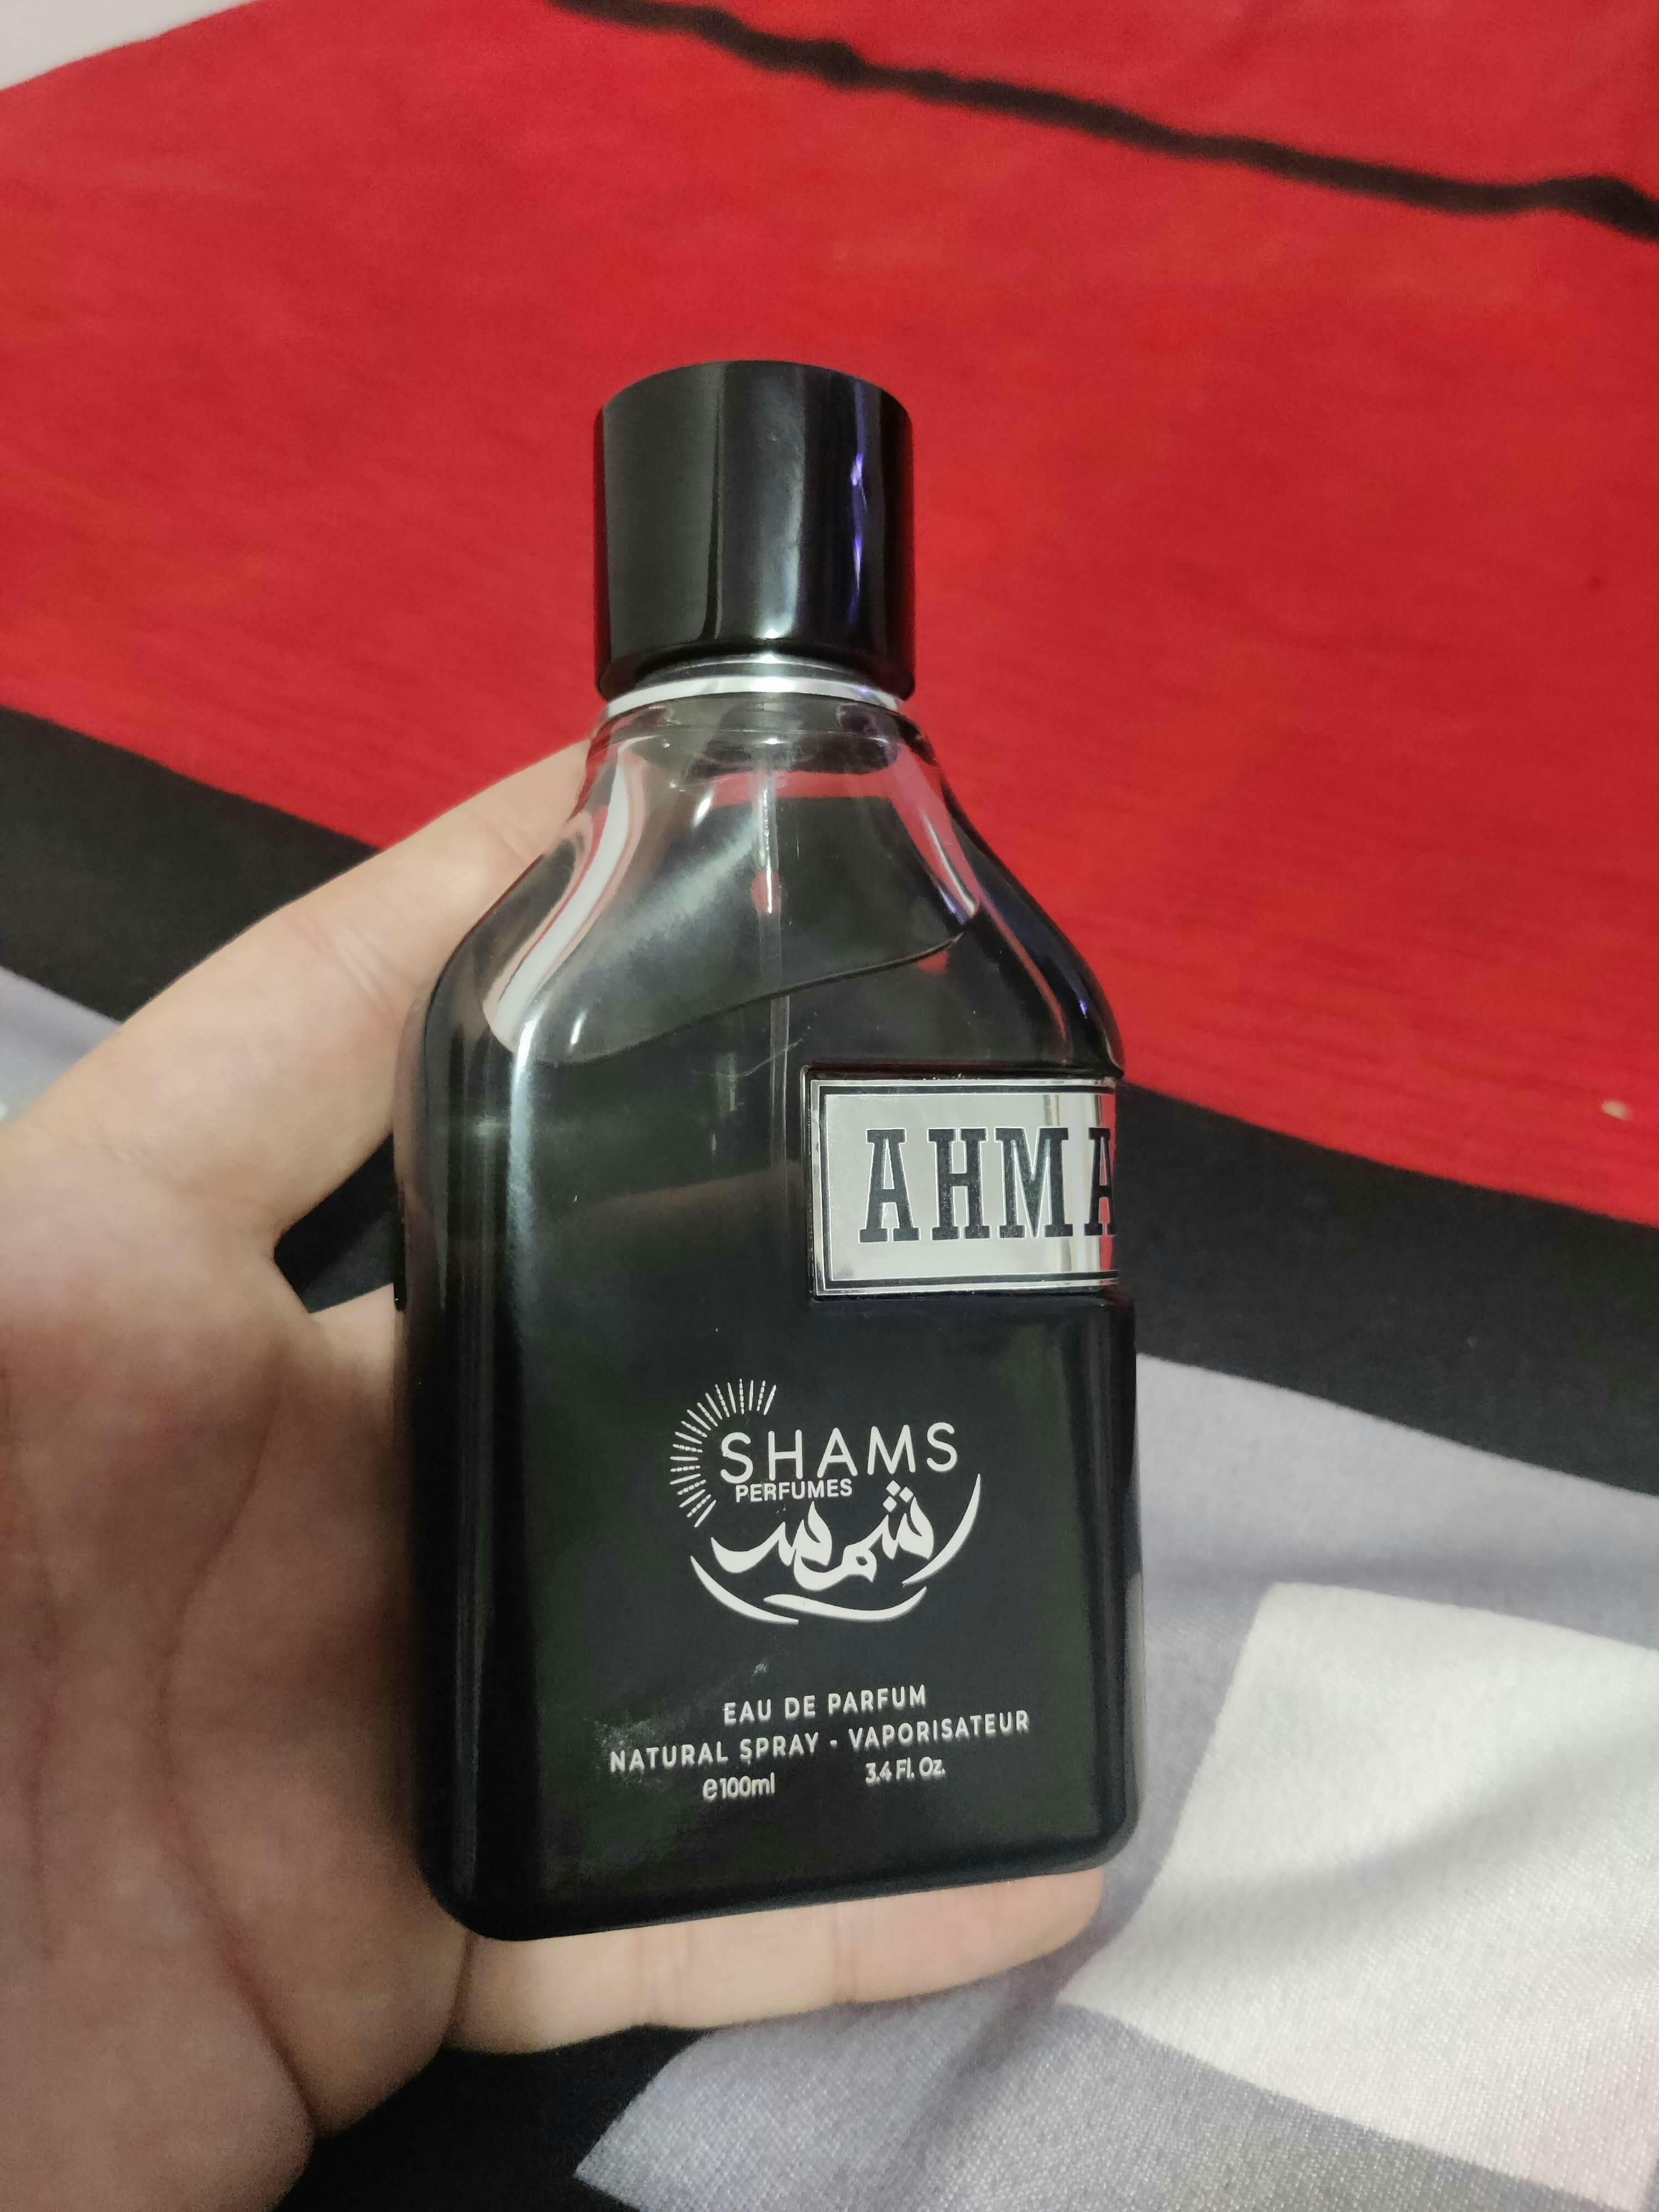 AHMA
SHAMS
PERFUMES
شمس
EAU DE PARFUM
NATURAL SPRAY - VAPORISATEUR
℮100ml 3.4 Fl. Oz.